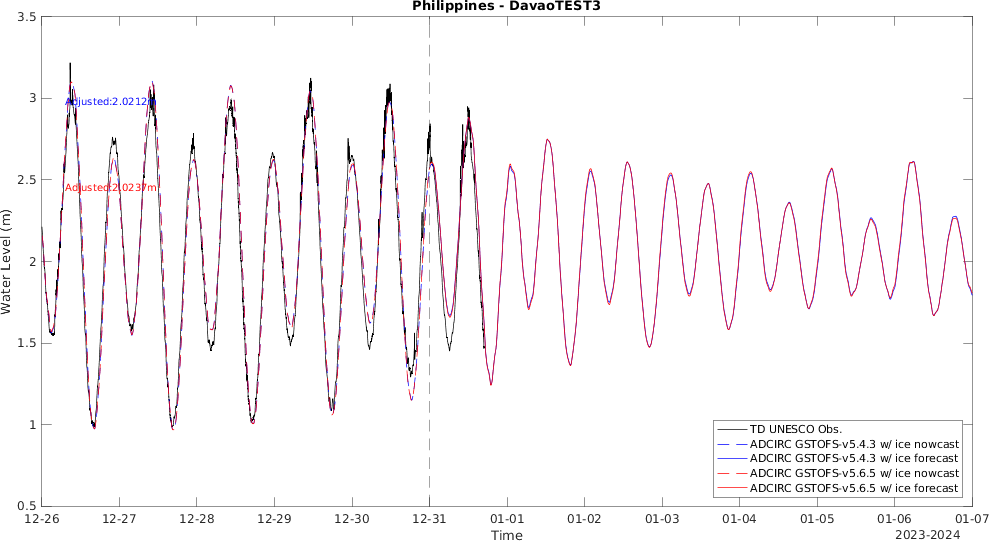 Philippines - DavaoTEST3
3.5
3
2.5
2
1.5
1
0.5
Water Level (m)
Adjusted:2.0212m
Adjusted:2.0237m
TD UNESCO Obs.
ADCIRC GSTOFS-v5.4.3 w/ ice nowcast
ADCIRC GSTOFS-v5.4.3 w/ ice forecast
ADCIRC GSTOFS-v5.6.5 w/ ice nowcast
ADCIRC GSTOFS-v5.6.5 w/ ice forecast
12-26 12-27 12-28 12-29 12-30 12-31 01-01 01-02 01-03 01-04 01-05 01-06 01-07
Time
2023-2024